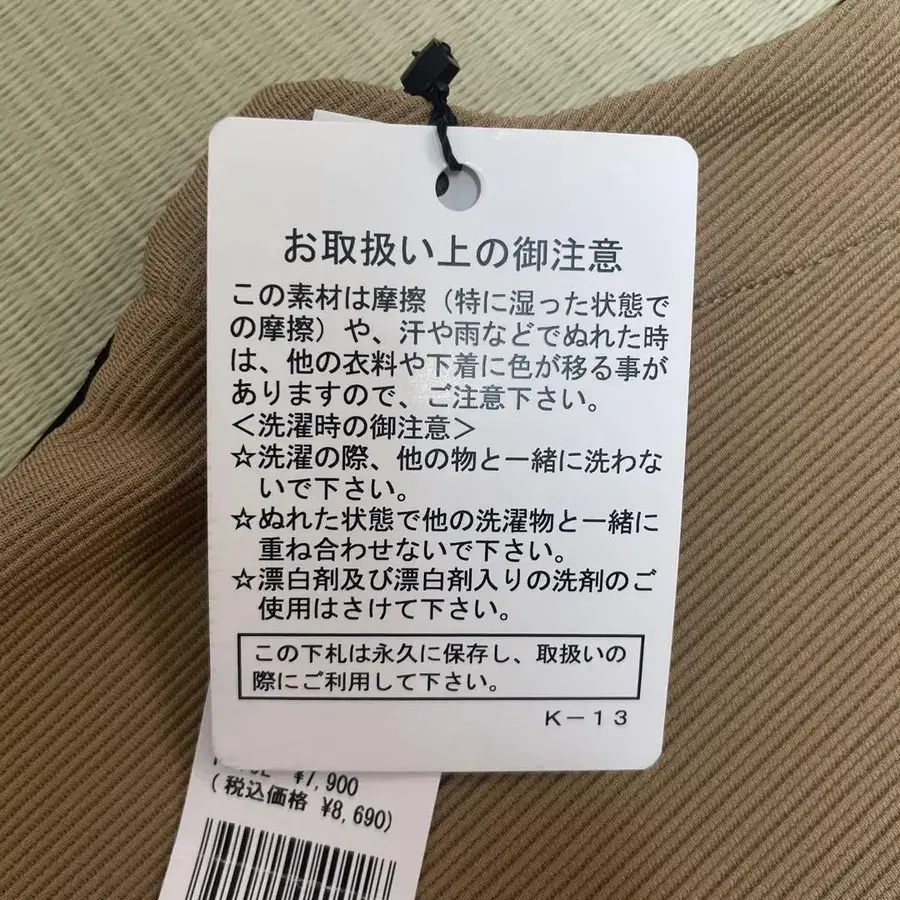 お取扱い上の御注意
この素材は摩擦（特に湿った状態で
の摩擦）や、汗や雨などでぬれた時
は、他の衣料や下着に色が移る事が
ありますので、ご注意下さい。
＜洗濯時の御注意＞
☆洗濯の際、他の物と一緒に洗わな
いで下さい。
☆ぬれた状態で他の洗濯物と一緒に
重ね合わせないで下さい。
☆漂白剤及び漂白剤入りの洗剤のご
使用はさけて下さい。
この下札は永久に保存し、取扱いの
際にご利用して下さい。
K－13
¥7,900
(税込価格 ¥8,690)